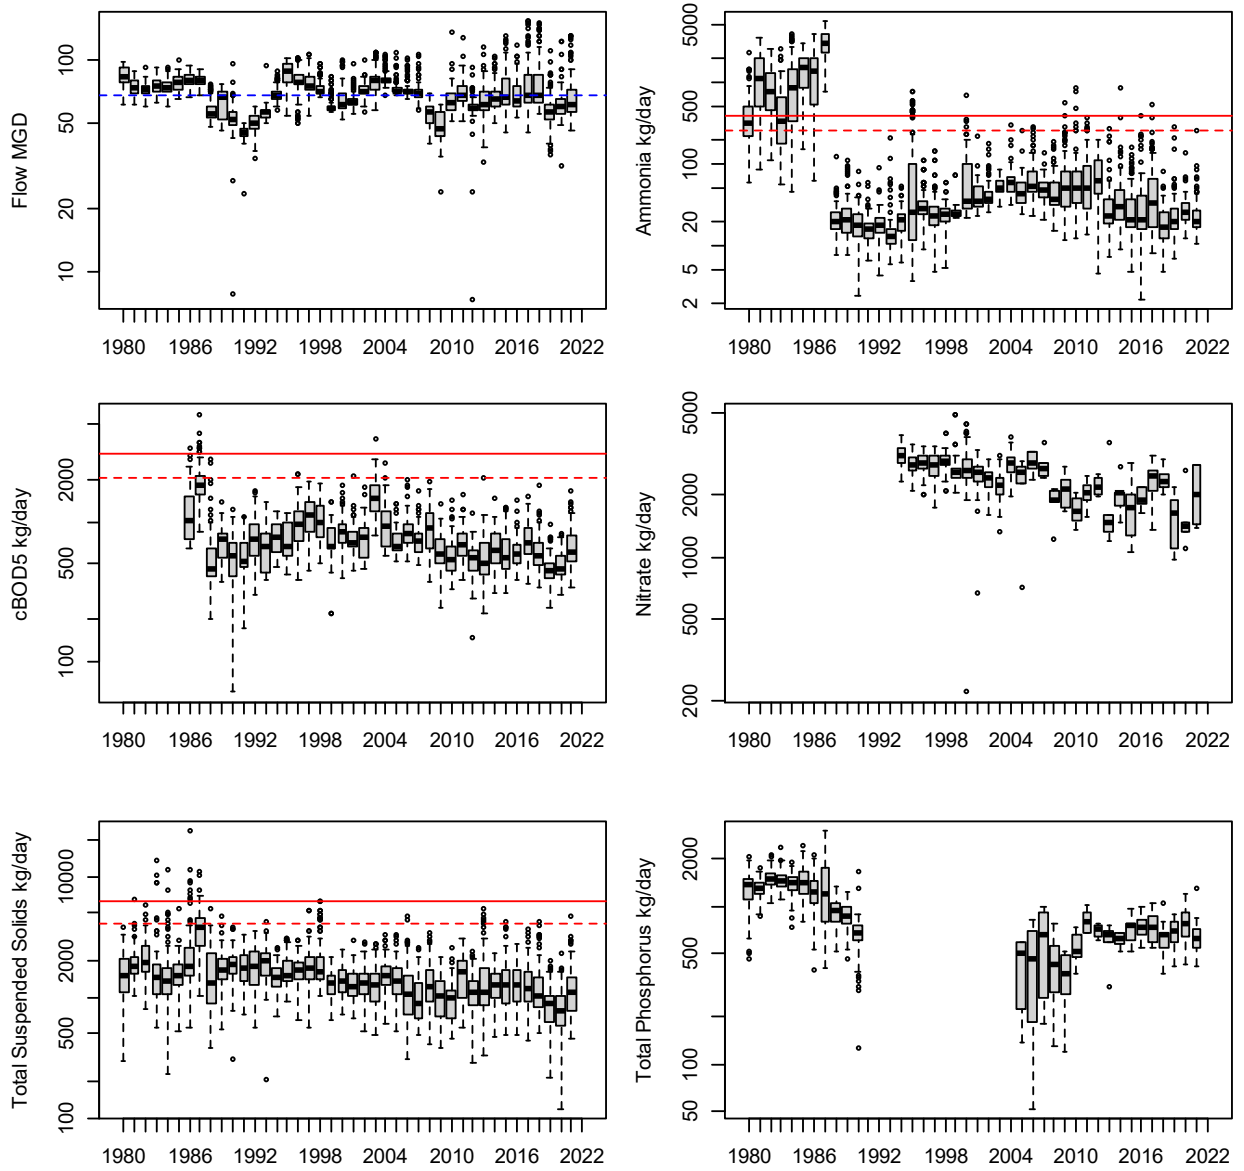 Flow MGD
100
50
20
10
1980 1986 1992 1998 2004 2010 2016 2022
Ammonia kg/day
5000
500
100
20
5
2
1980 1986 1992 1998 2004 2010 2016 2022
cBOD5 kg/day
2000
500
100
1980 1986 1992 1998 2004 2010 2016 2022
Nitrate kg/day
5000
2000
1000
500
200
1980 1986 1992 1998 2004 2010 2016 2022
Total Suspended Solids kg/day
10000
2000
500
100
1980 1986 1992 1998 2004 2010 2016 2022
Total Phosphorus kg/day
2000
500
100
50
1980 1986 1992 1998 2004 2010 2016 2022